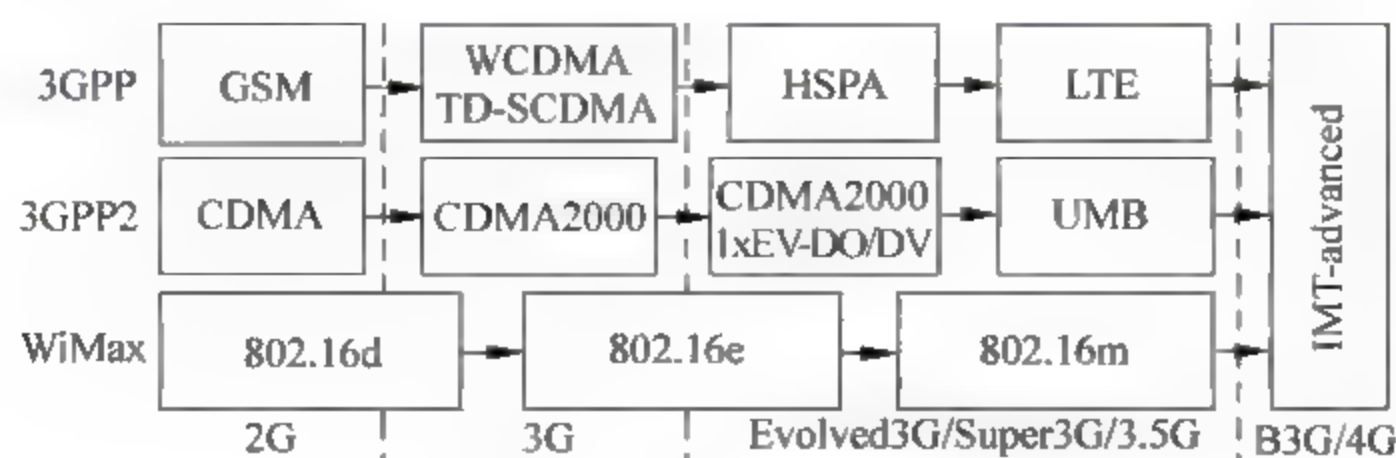 3GPP
GSM
WCDMA
TD-SCDMA
HSPA
LTE
3GPP2
CDMA
CDMA2000
CDMA2000
1xEV-DO/DV
UMB
WiMax
802.16d
802.16e
802.16m
IMT-advanced
2G
3G
Evolved3G/Super3G/3.5G
B3G/4G